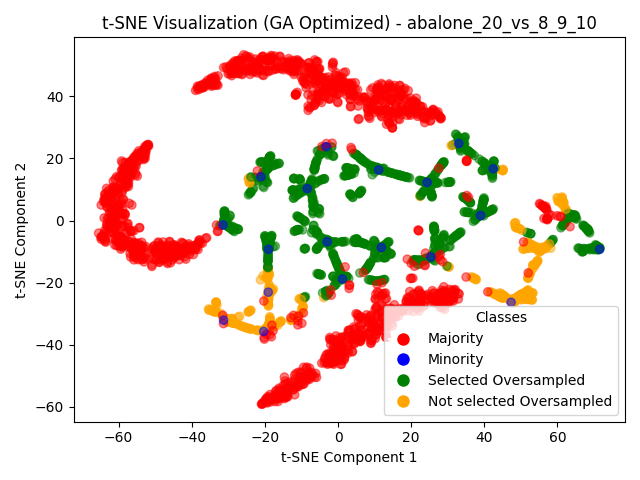 t-SNE Visualization (GA Optimized) - abalone_20_vs_8_9_10
t-SNE Component 2
40
20
0
−20
−40
−60
−60
−40
−20
0
20
40
60
t-SNE Component 1
Classes
Majority
Minority
Selected Oversampled
Not selected Oversampled